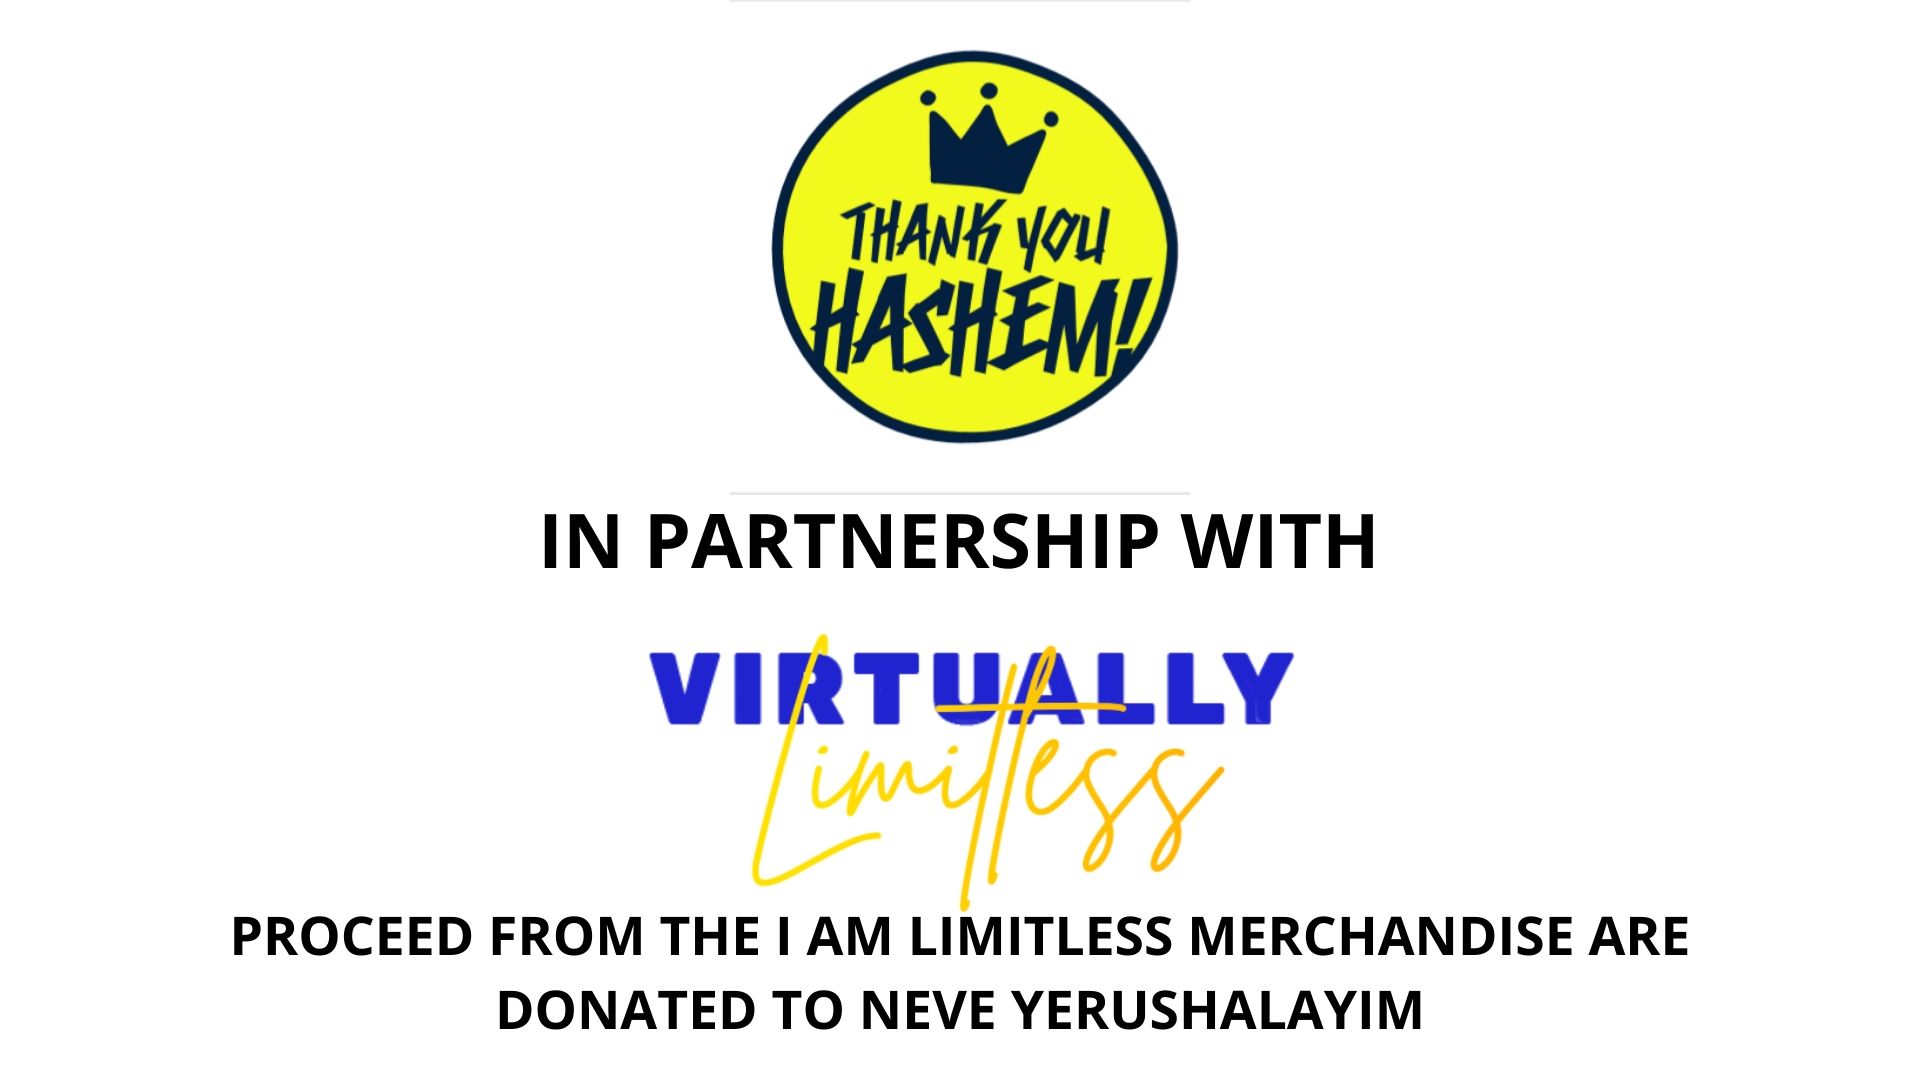 THANK YOU
HASHEM!
IN PARTNERSHIP WITH
VIRTUALLY
Limitless
PROCEED FROM THE I AM LIMITLESS MERCHANDISE ARE
DONATED TO NEVE YERUSHALAYIM